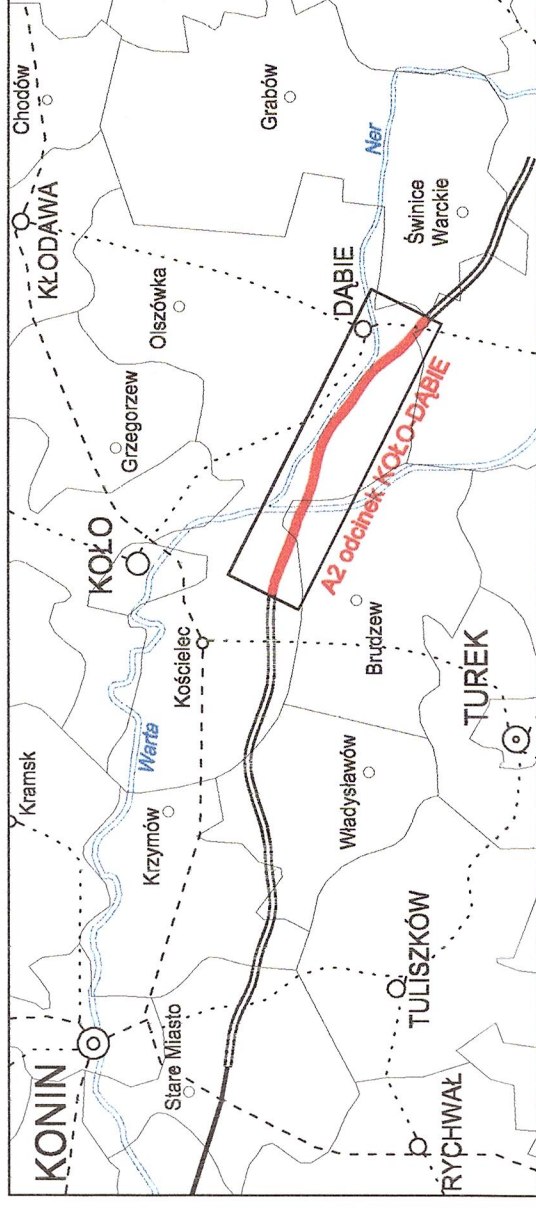 KONIN
Stare Miasto
RYCHWAŁ
TULISZKÓW
Krzymów
Kramsk
Warta
Kościelec
Władysławów
TUREK
Brudzew
KOŁO
A2 odcinek KOŁO-DĄBIE
Grzegorzew
Olszówka
KŁODAWA
Chodów
DĄBIE
Ner
Grabów
Świnice
Warckie